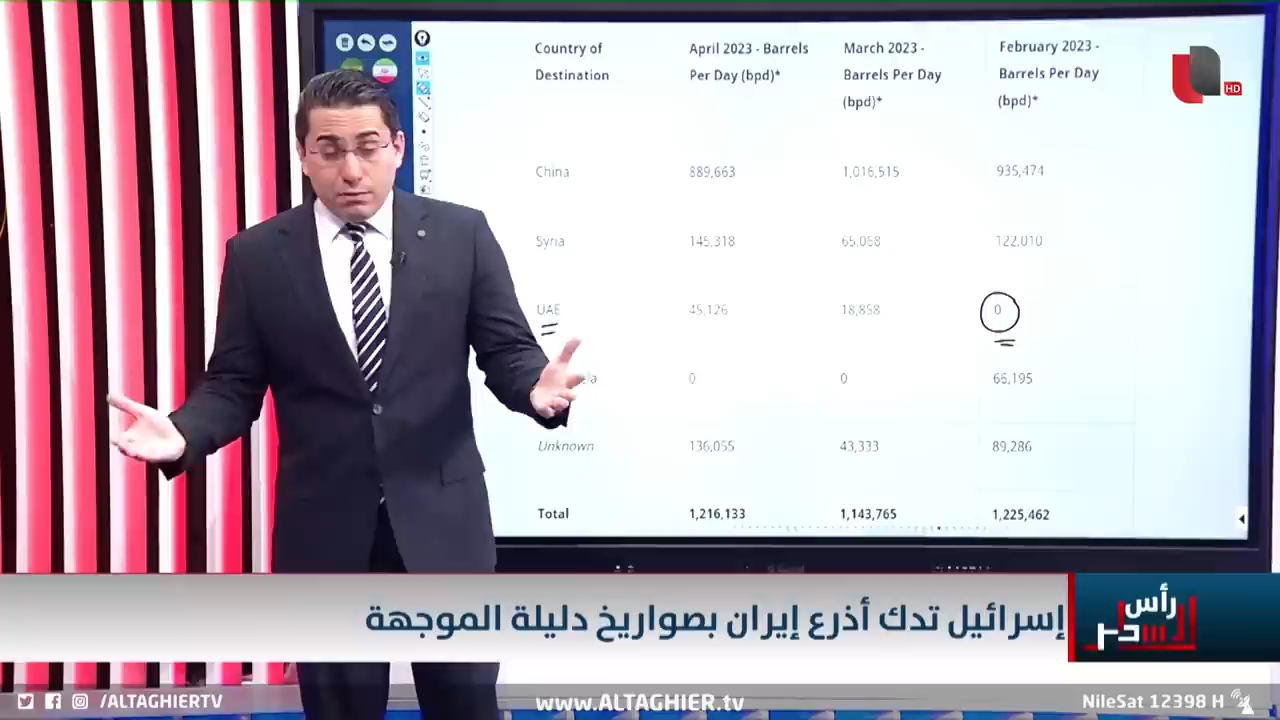 Country of
Destination
April 2023 - Barrels
Per Day (bpd)*
March 2023 -
Barrels Per Day
(bpd)*
February 2023 -
Barrels Per Day
(bpd)*
HD
China 889,663 1,016,515 935,474
Syria 145,318 65,058 122,010
UAE 45,126 18,858 0
0 0 66,195
Unknown 136,055 43,333 89,286
Total 1,216,133 1,143,765 1,225,462
إسرائيل تدك أذرع إيران بصواريخ دليلة الموجهة
رأس
السطر
/ALTAGHIERTV
www.ALTAGHIER.tv
NileSat 12398 H